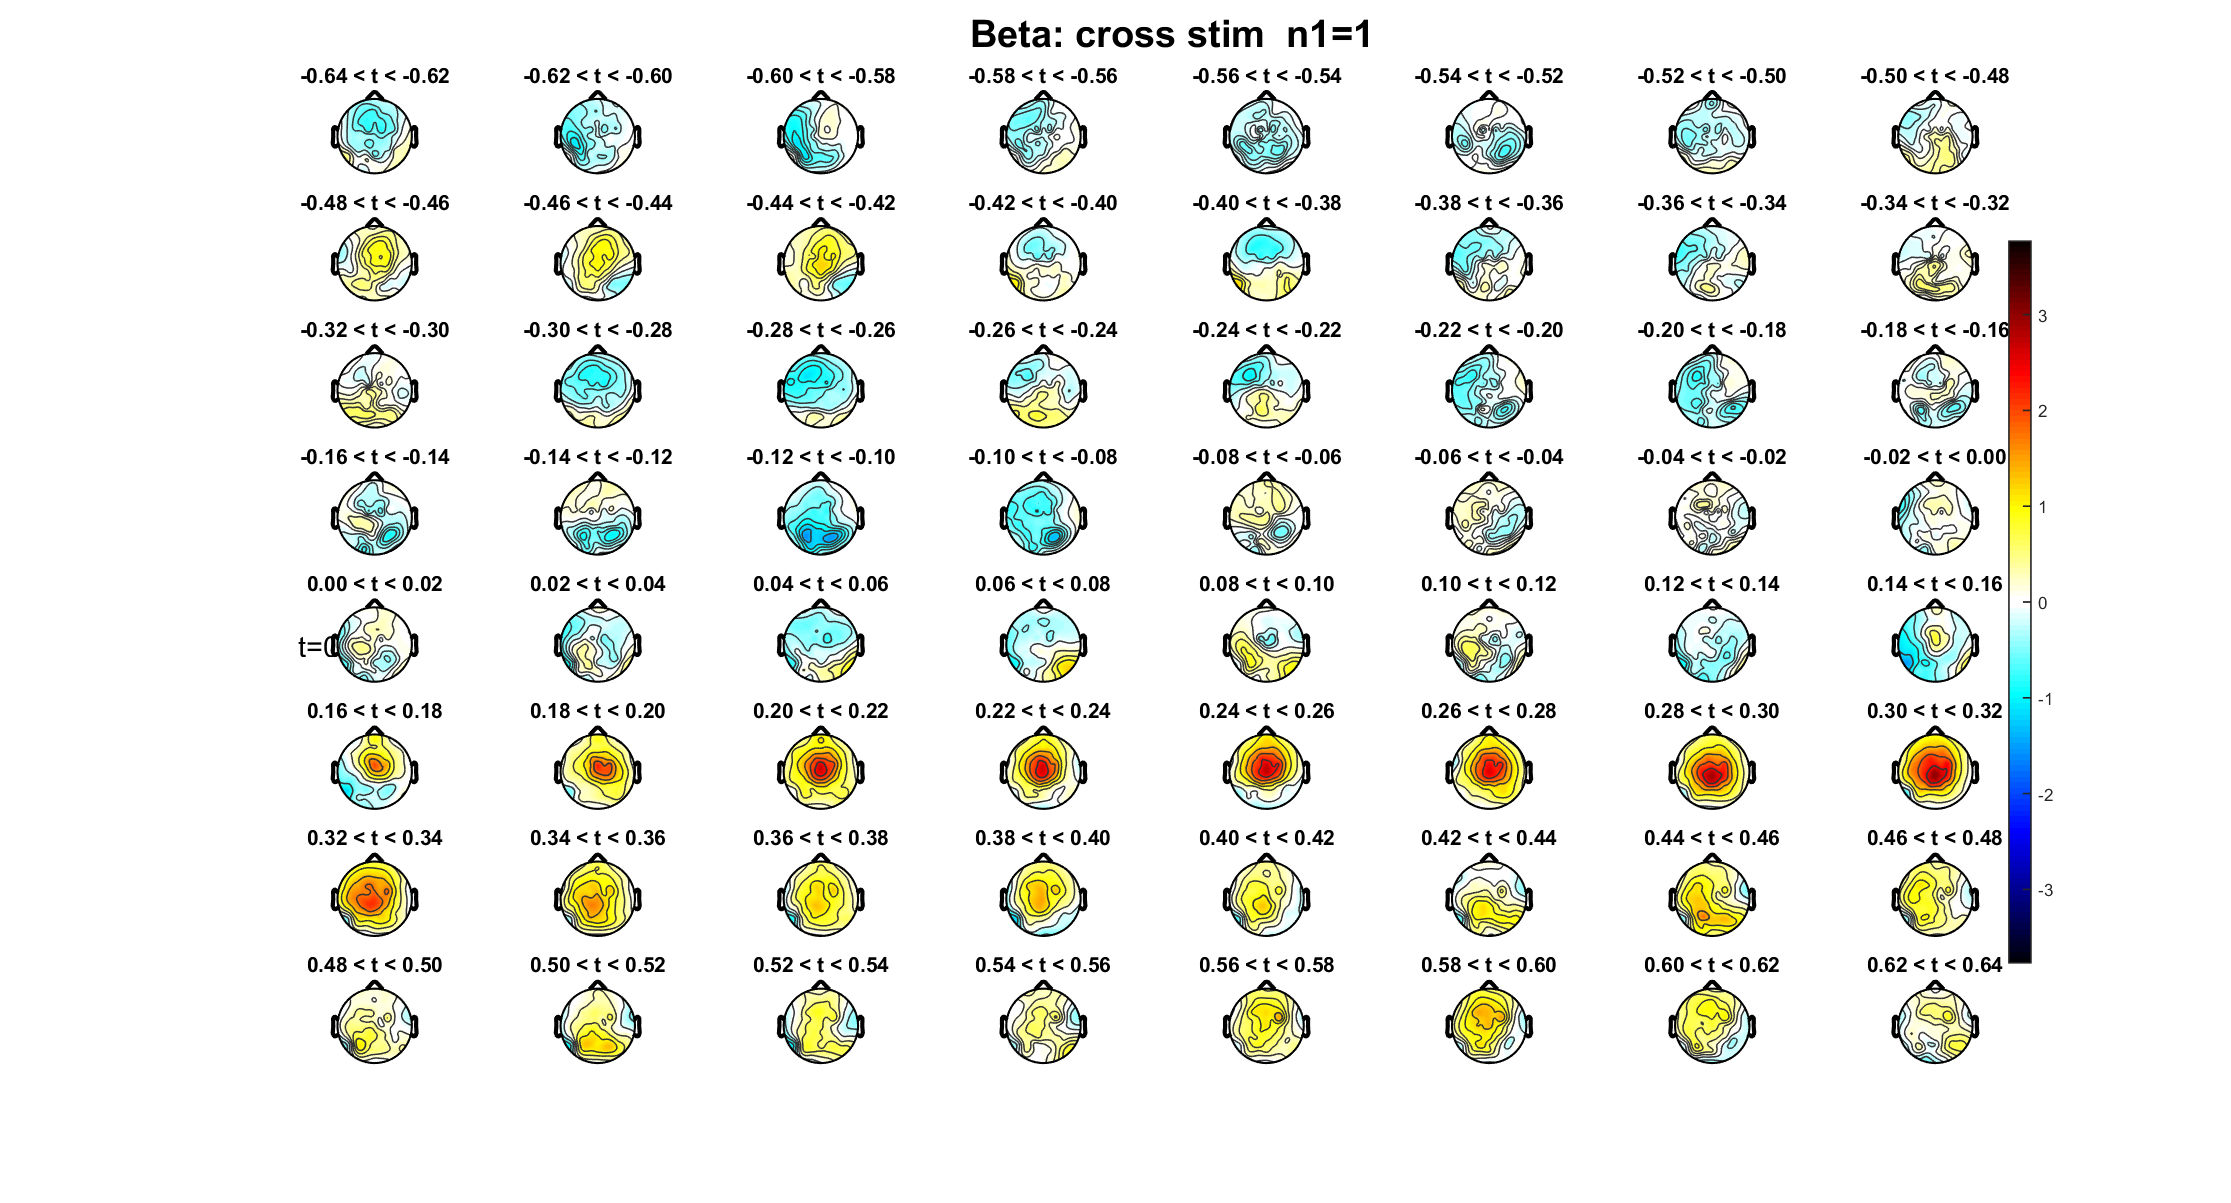 Beta: cross stim  n1=1
-0.64 < t < -0.62 -0.62 < t < -0.60 -0.60 < t < -0.58 -0.58 < t < -0.56 -0.56 < t < -0.54 -0.54 < t < -0.52 -0.52 < t < -0.50 -0.50 < t < -0.48
-0.48 < t < -0.46 -0.46 < t < -0.44 -0.44 < t < -0.42 -0.42 < t < -0.40 -0.40 < t < -0.38 -0.38 < t < -0.36 -0.36 < t < -0.34 -0.34 < t < -0.32
-0.32 < t < -0.30 -0.30 < t < -0.28 -0.28 < t < -0.26 -0.26 < t < -0.24 -0.24 < t < -0.22 -0.22 < t < -0.20 -0.20 < t < -0.18 -0.18 < t < -0.16
-0.16 < t < -0.14 -0.14 < t < -0.12 -0.12 < t < -0.10 -0.10 < t < -0.08 -0.08 < t < -0.06 -0.06 < t < -0.04 -0.04 < t < -0.02 -0.02 < t < 0.00
0.00 < t < 0.02 0.02 < t < 0.04 0.04 < t < 0.06 0.06 < t < 0.08 0.08 < t < 0.10 0.10 < t < 0.12 0.12 < t < 0.14 0.14 < t < 0.16
t=0
0.16 < t < 0.18 0.18 < t < 0.20 0.20 < t < 0.22 0.22 < t < 0.24 0.24 < t < 0.26 0.26 < t < 0.28 0.28 < t < 0.30 0.30 < t < 0.32
0.32 < t < 0.34 0.34 < t < 0.36 0.36 < t < 0.38 0.38 < t < 0.40 0.40 < t < 0.42 0.42 < t < 0.44 0.44 < t < 0.46 0.46 < t < 0.48
0.48 < t < 0.50 0.50 < t < 0.52 0.52 < t < 0.54 0.54 < t < 0.56 0.56 < t < 0.58 0.58 < t < 0.60 0.60 < t < 0.62 0.62 < t < 0.64
3
2
1
0
-1
-2
-3